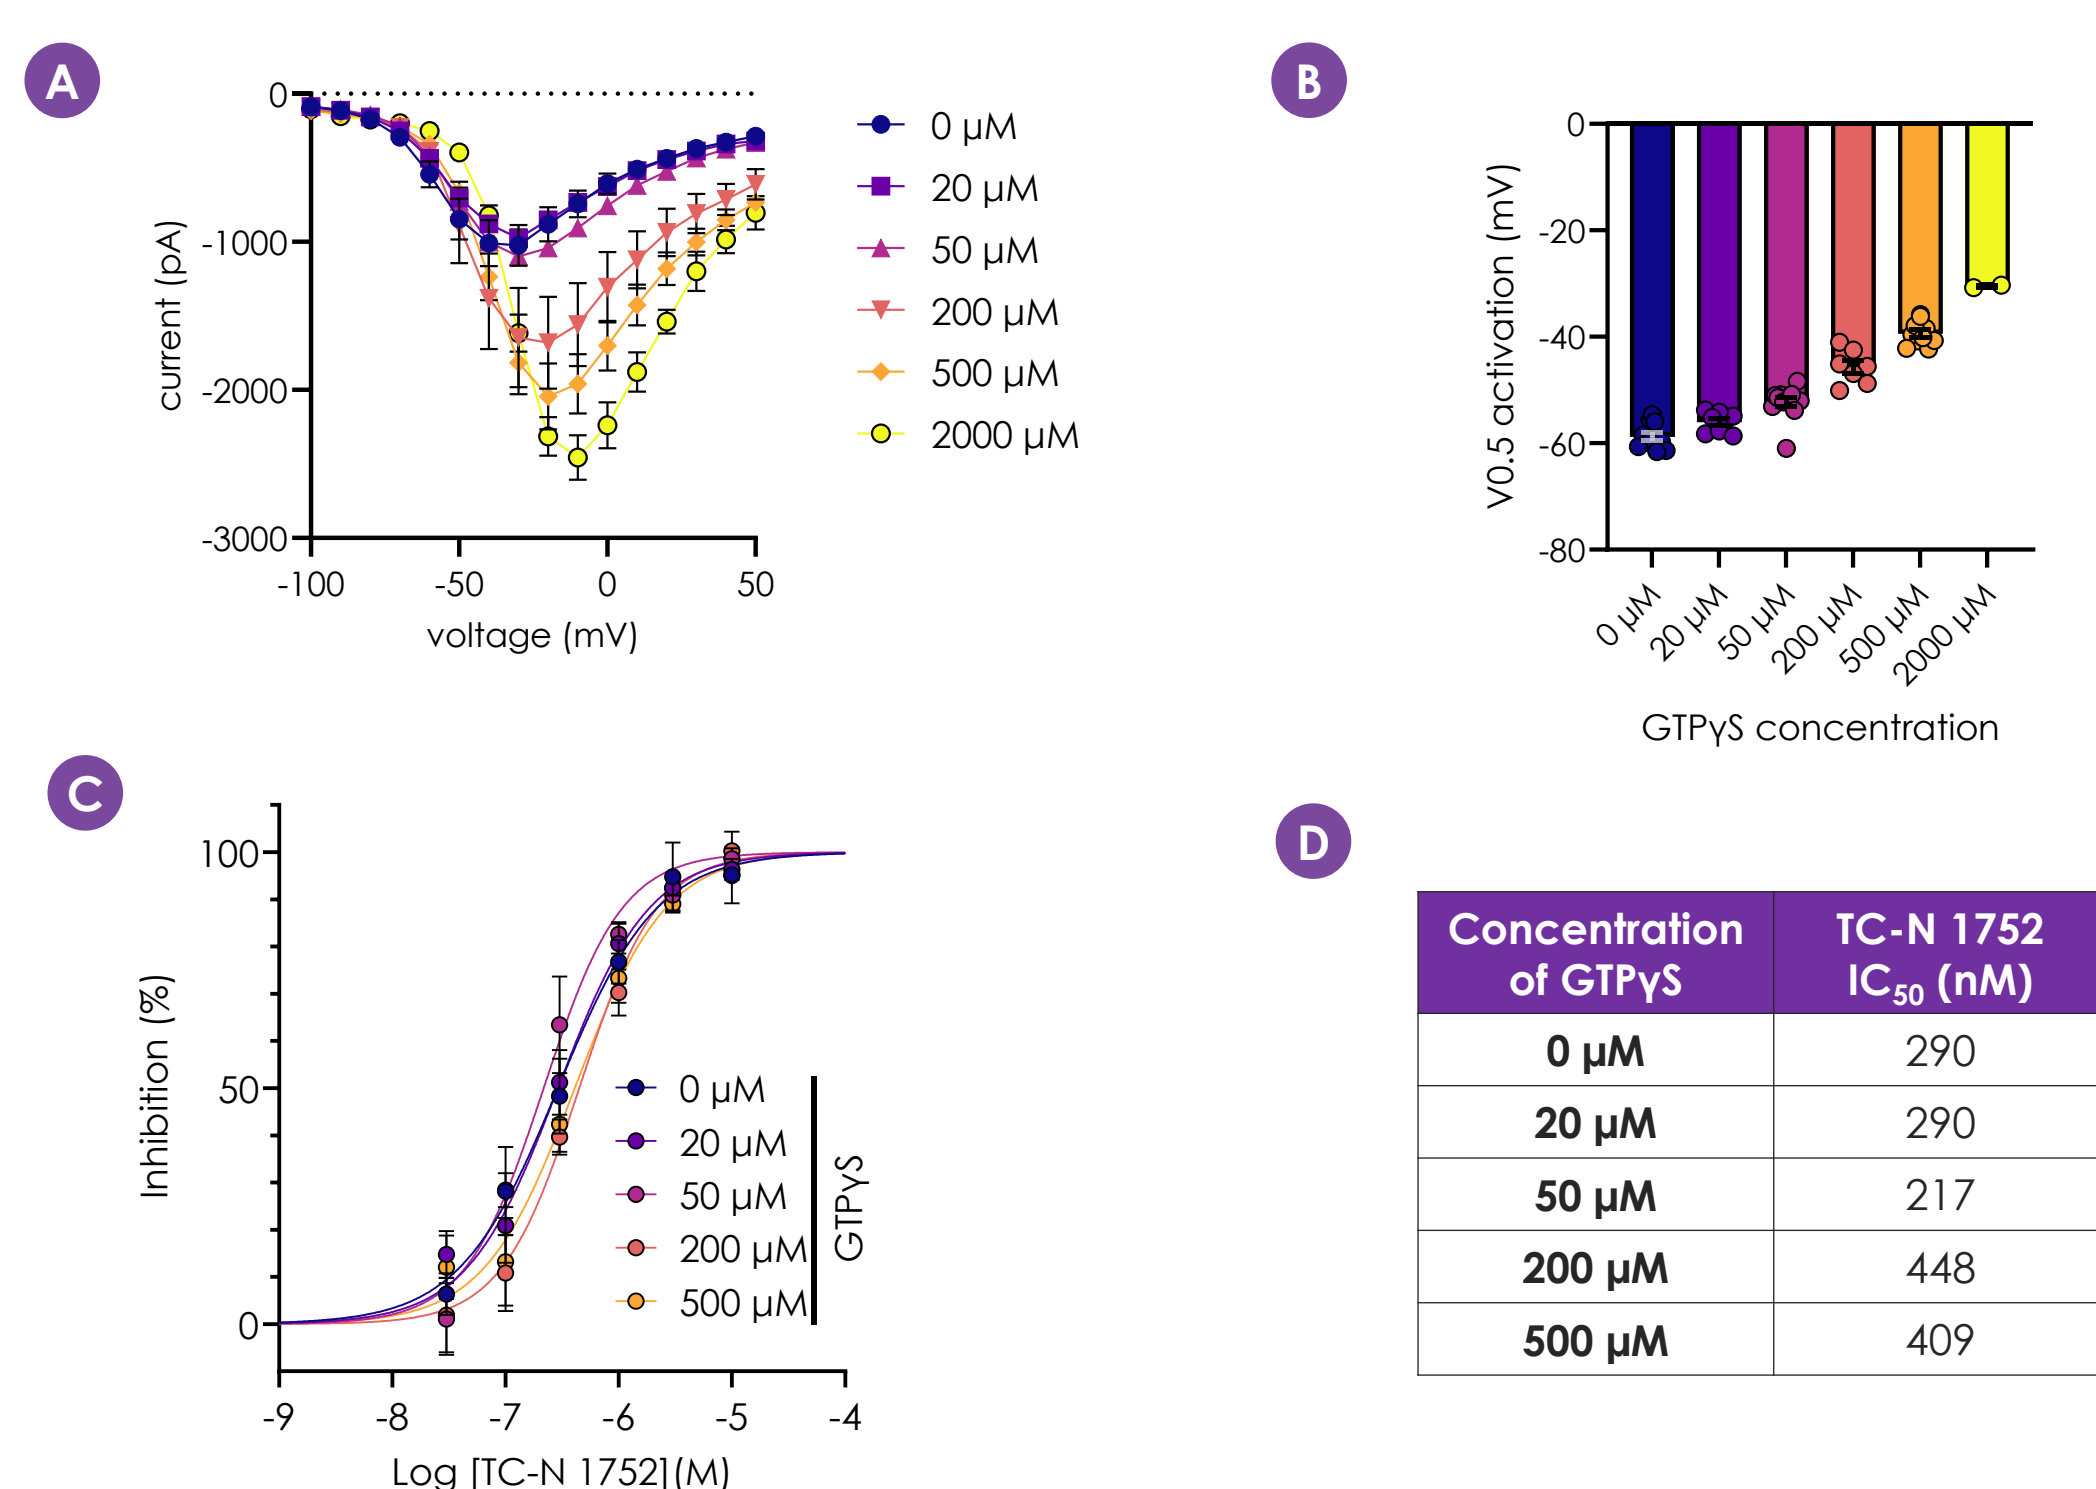 A
0
-1000
-2000
-3000
current (pA)
-100
-50
0
50
voltage (mV)
0 µM
20 µM
50 µM
200 µM
500 µM
2000 µM
B
0
-20
-40
-60
-80
V0.5 activation (mV)
0 µM
20 µM
50 µM
200 µM
500 µM
2000 µM
GTPγS concentration
C
100
50
0
Inhibition (%)
-9
-8
-7
-6
-5
-4
Log [TC-N 1752](M)
0 µM
20 µM
50 µM
200 µM
500 µM
GTPγS
D
Concentration
of GTPγS
TC-N 1752
IC50 (nM)
0 µM
290
20 µM
290
50 µM
217
200 µM
448
500 µM
409